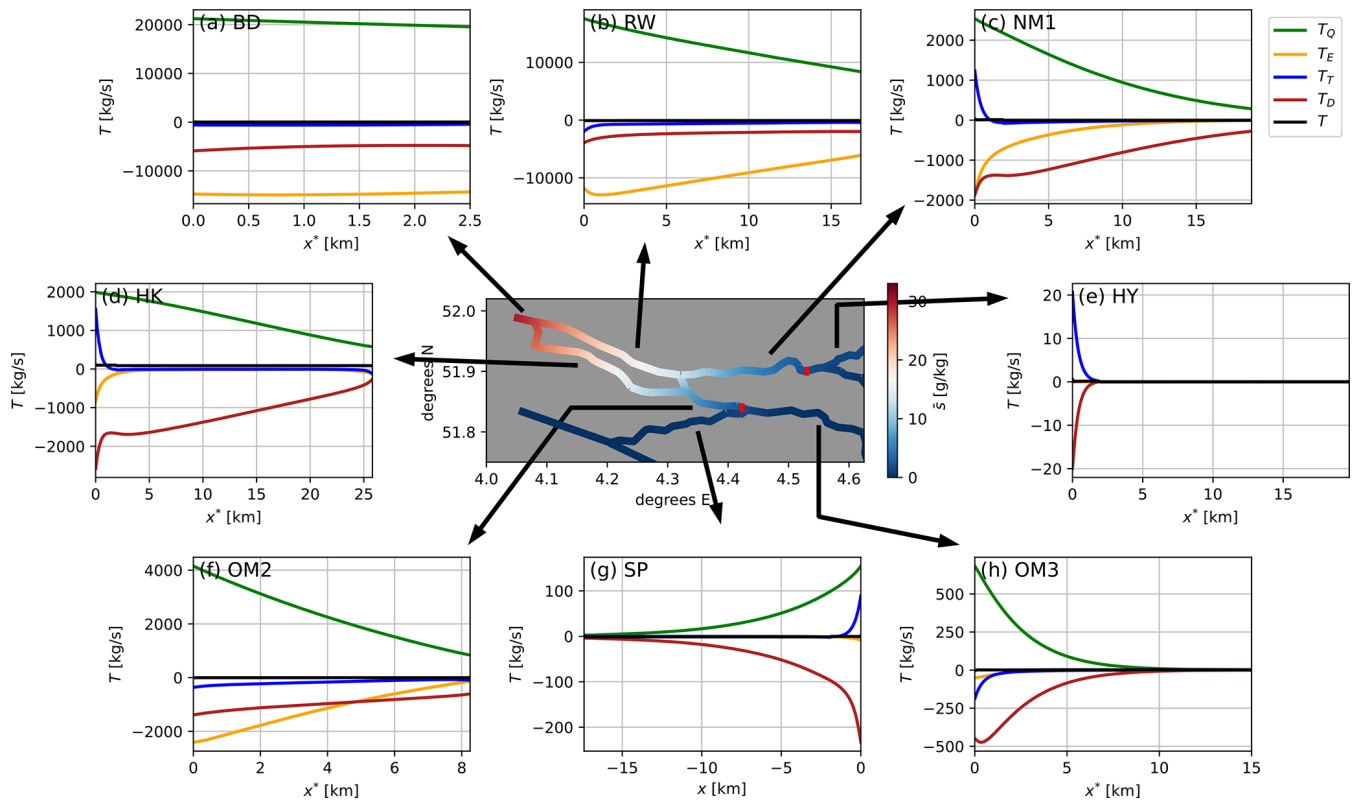 (a) BD
20000
10000
0
−10000
T [kg/s]
0.0 0.5 1.0 1.5 2.0 2.5
x* [km]
(b) RW
10000
0
−10000
T [kg/s]
0 5 10 15
x* [km]
(c) NM1
2000
1000
0
−1000
−2000
T [kg/s]
0 5 10 15
x* [km]
T_Q
T_E
T_T
T_D
T
(d) HK
2000
1000
0
−1000
−2000
T [kg/s]
0 5 10 15 20 25
x* [km]
52.0
51.9
51.8
degrees N
4.0 4.1 4.2 4.3 4.4 4.5 4.6
degrees E
30
20
10
0
s̄ [g/kg]
(e) HY
20
10
0
−10
−20
T [kg/s]
0 5 10 15
x* [km]
(f) OM2
4000
2000
0
−2000
T [kg/s]
0 2 4 6 8
x* [km]
(g) SP
100
0
−100
−200
T [kg/s]
−15 −10 −5 0
x [km]
(h) OM3
500
250
0
−250
−500
T [kg/s]
0 5 10 15
x* [km]